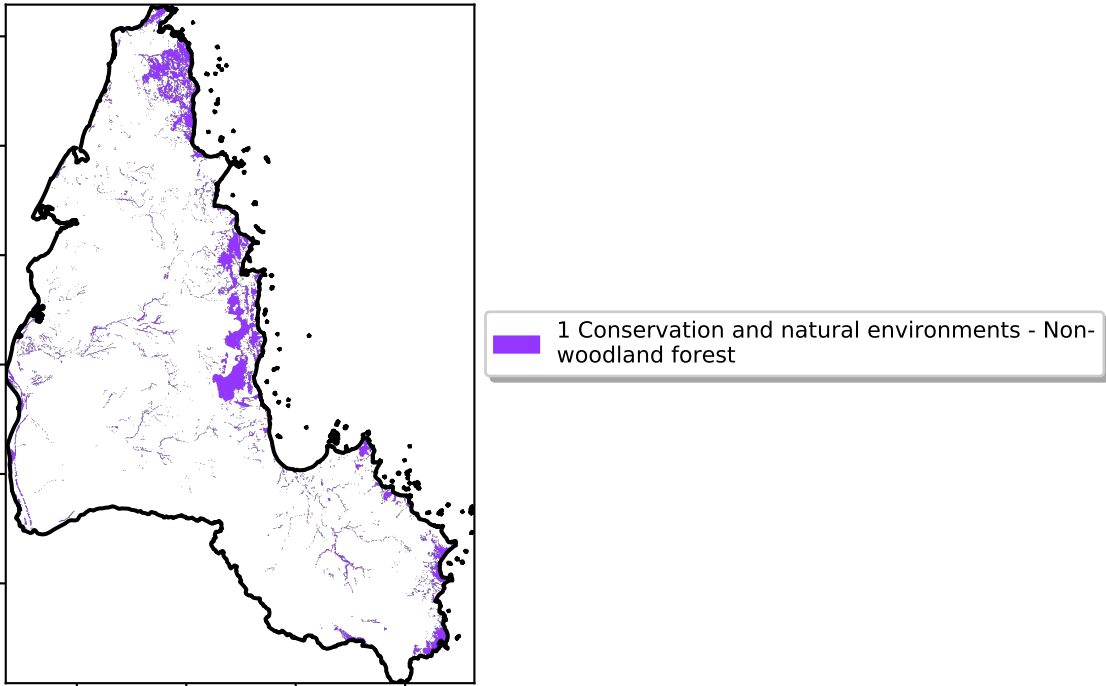 1 Conservation and natural environments - Non-
woodland forest